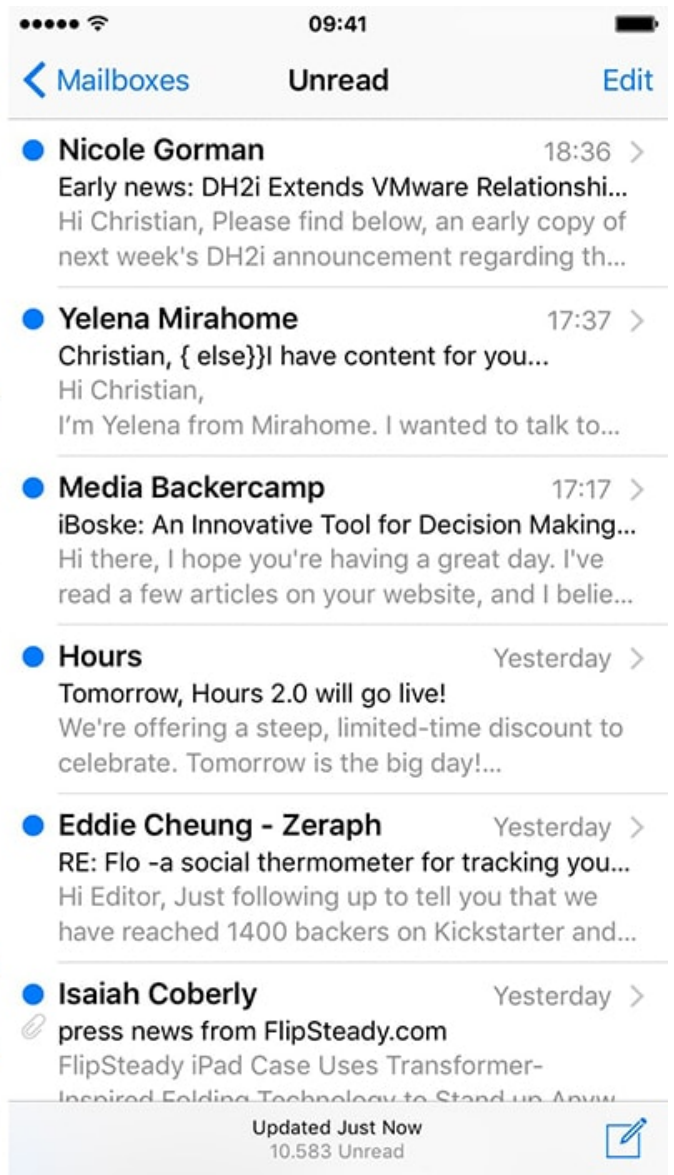 09:41
Mailboxes
Unread
Edit
Nicole Gorman
18:36
Early news: DH2i Extends VMware Relationshi...
Hi Christian, Please find below, an early copy of
next week's DH2i announcement regarding th...
Yelena Mirahome
17:37
Christian, { else}}I have content for you...
Hi Christian,
I’m Yelena from Mirahome. I wanted to talk to...
Media Backercamp
17:17
iBoske: An Innovative Tool for Decision Making...
Hi there, I hope you're having a great day. I've
read a few articles on your website, and I belie...
Hours
Yesterday
Tomorrow, Hours 2.0 will go live!
We're offering a steep, limited-time discount to
celebrate. Tomorrow is the big day!...
Eddie Cheung - Zeraph
Yesterday
RE: Flo -a social thermometer for tracking you...
Hi Editor, Just following up to tell you that we
have reached 1400 backers on Kickstarter and...
Isaiah Coberly
Yesterday
press news from FlipSteady.com
FlipSteady iPad Case Uses Transformer-
Inspired Folding Technology to Stand up Anyw...
Updated Just Now
10.583 Unread